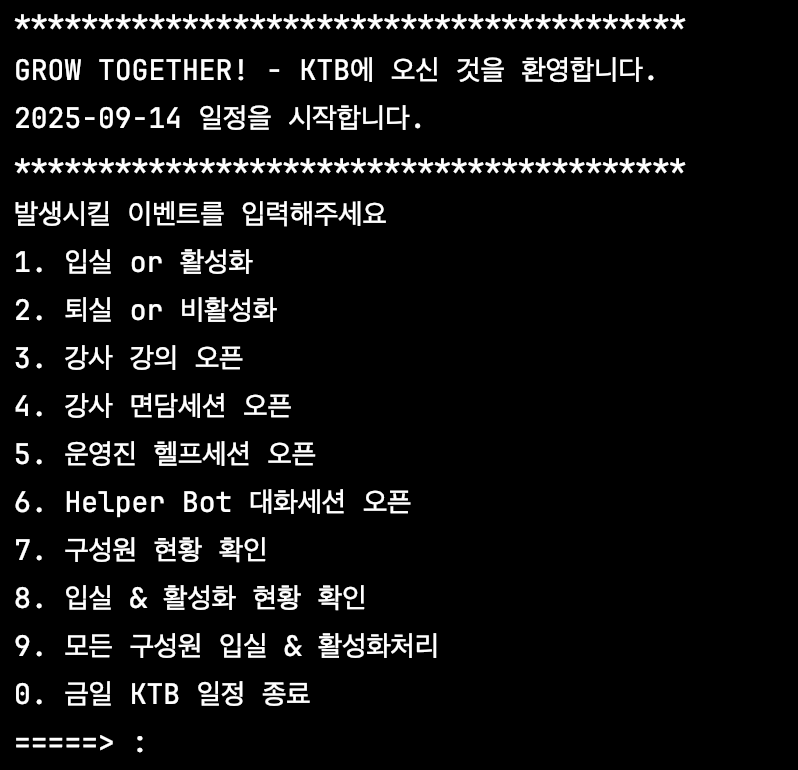 ****************************************
GROW TOGETHER! - KTB에 오신 것을 환영합니다.
2025-09-14 일정을 시작합니다.
****************************************
발생시킬 이벤트를 입력해주세요
1. 입실 or 활성화
2. 퇴실 or 비활성화
3. 강사 강의 오픈
4. 강사 면담세션 오픈
5. 운영진 헬프세션 오픈
6. Helper Bot 대화세션 오픈
7. 구성원 현황 확인
8. 입실 & 활성화 현황 확인
9. 모든 구성원 입실 & 활성화처리
0. 금일 KTB 일정 종료
=====> :